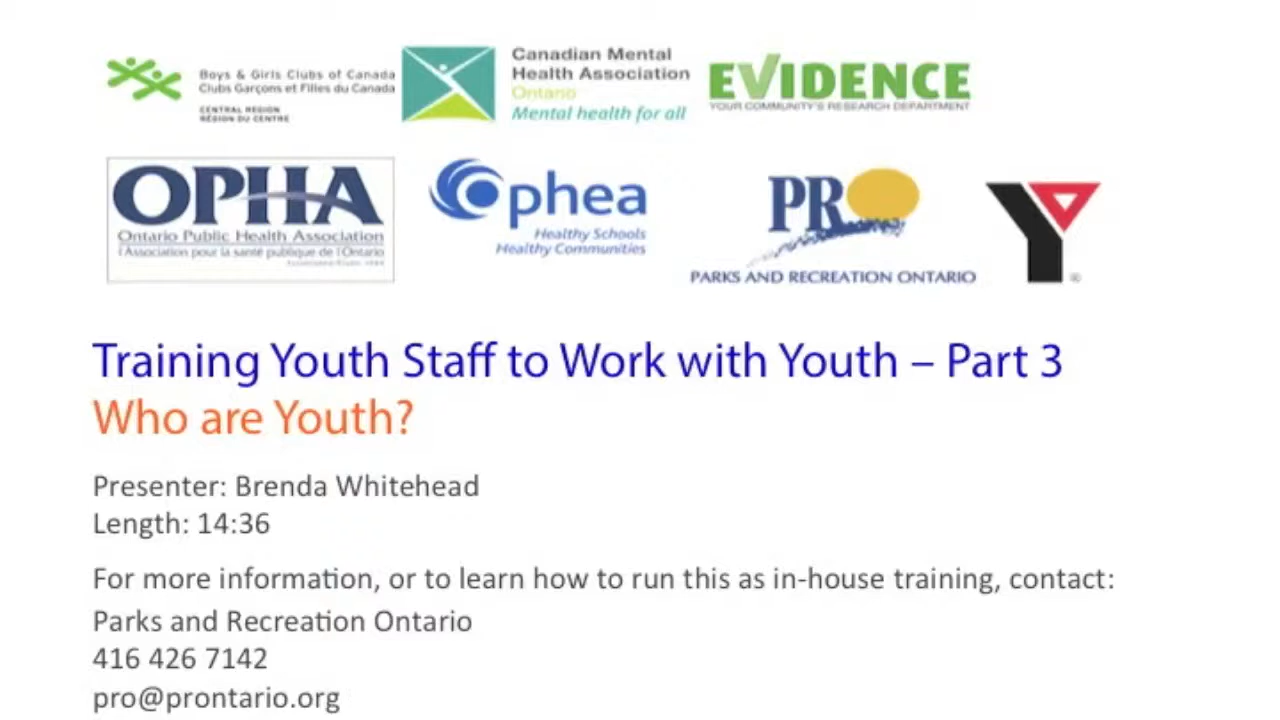 Boys & Girls Clubs of Canada
Clubs Garçons et Filles du Canada
CENTRAL REGION
RÉGION DU CENTRE
Canadian Mental
Health Association
Ontario
Mental health for all
EVIDENCE
YOUR COMMUNITY'S RESEARCH DEPARTMENT
OPHA
Ontario Public Health Association
l'Association pour la santé publique de l'Ontario
Ophea
Healthy Schools
Healthy Communities
PRO
PARKS AND RECREATION ONTARIO
Y
®
Training Youth Staff to Work with Youth – Part 3
Who are Youth?
Presenter: Brenda Whitehead
Length: 14:36
For more information, or to learn how to run this as in-house training, contact:
Parks and Recreation Ontario
416 426 7142
pro@prontario.org